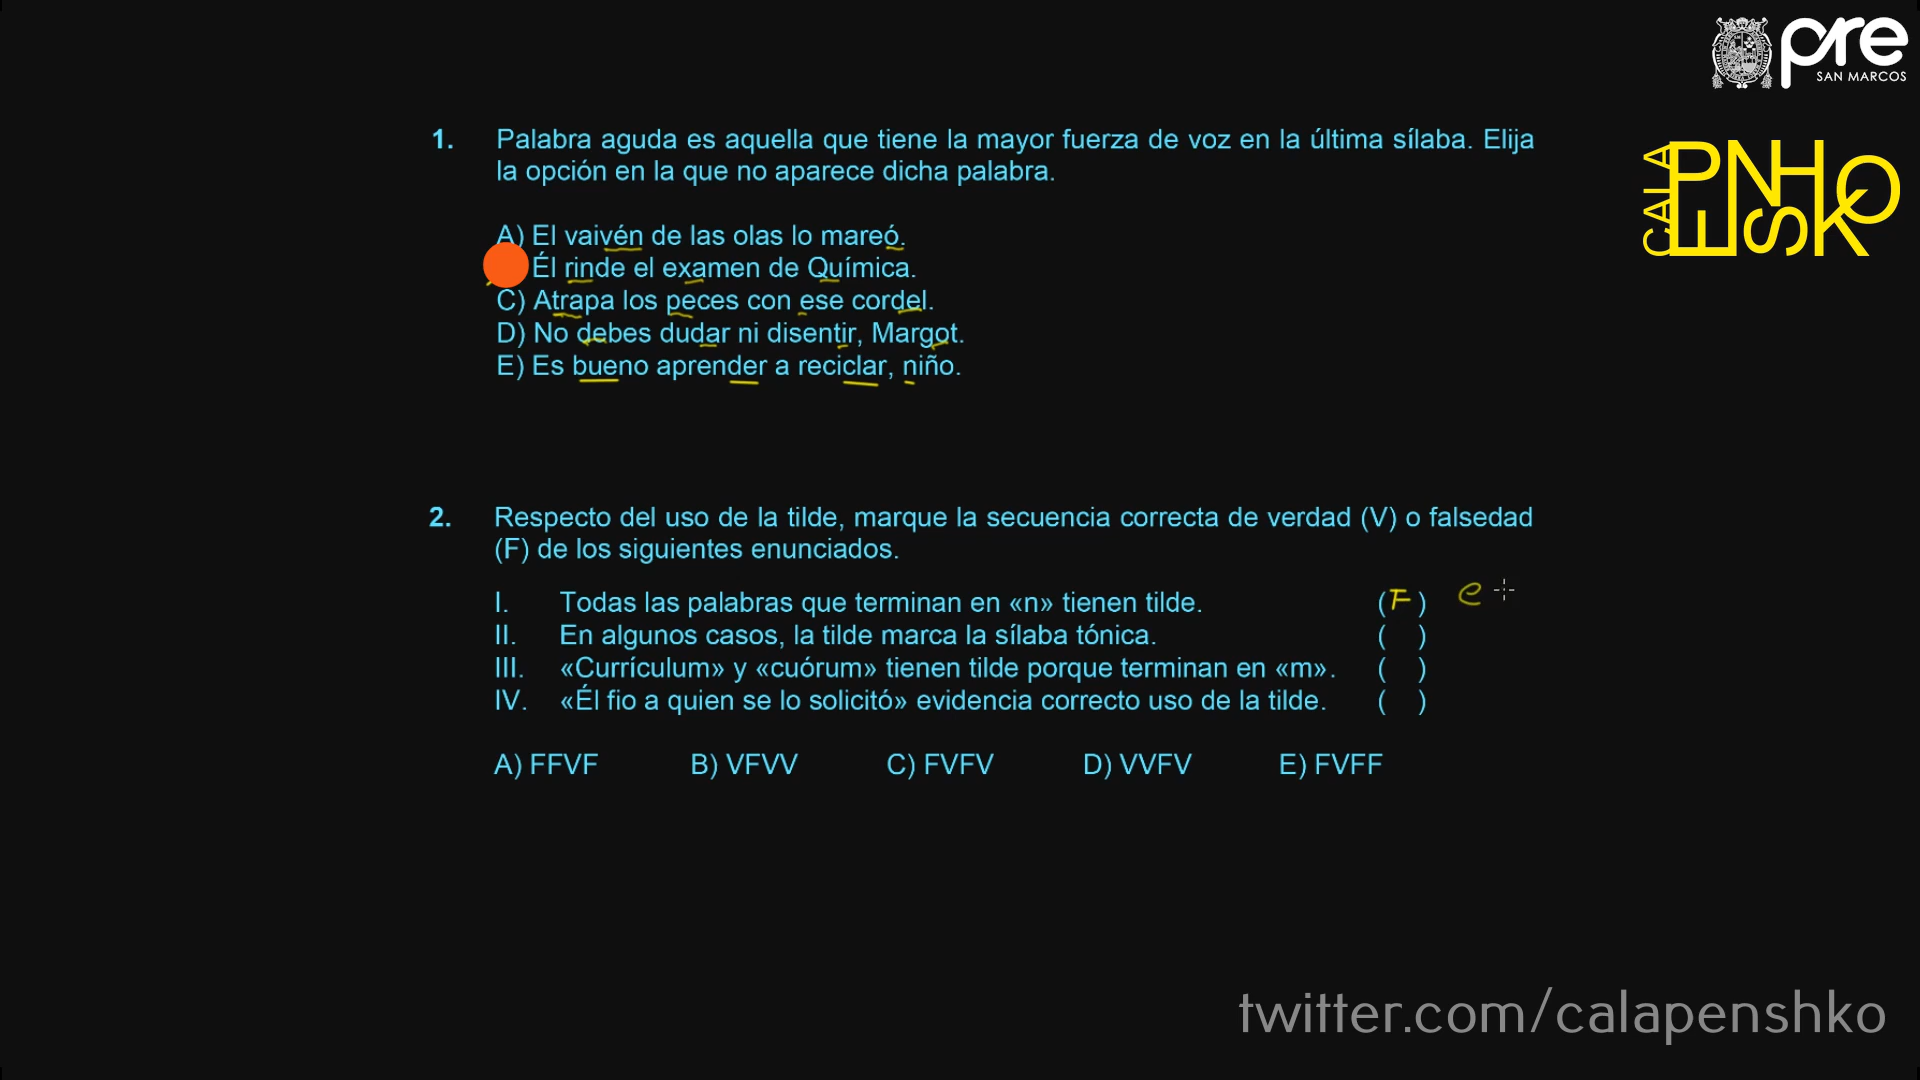 pre
SAN MARCOS
CALA
PENSHKO
1. Palabra aguda es aquella que tiene la mayor fuerza de voz en la última sílaba. Elija
la opción en la que no aparece dicha palabra.
A) El vaivén de las olas lo mareó.
Él rinde el examen de Química.
C) Atrapa los peces con ese cordel.
D) No debes dudar ni disentir, Margot.
E) Es bueno aprender a reciclar, niño.
2. Respecto del uso de la tilde, marque la secuencia correcta de verdad (V) o falsedad
(F) de los siguientes enunciados.
I. Todas las palabras que terminan en «n» tienen tilde. (F) e
II. En algunos casos, la tilde marca la sílaba tónica. ( )
III. «Currículum» y «cuórum» tienen tilde porque terminan en «m». ( )
IV. «Él fio a quien se lo solicitó» evidencia correcto uso de la tilde. ( )
A) FFVF B) VFVV C) FVFV D) VVFV E) FVFF
twitter.com/calapenshko